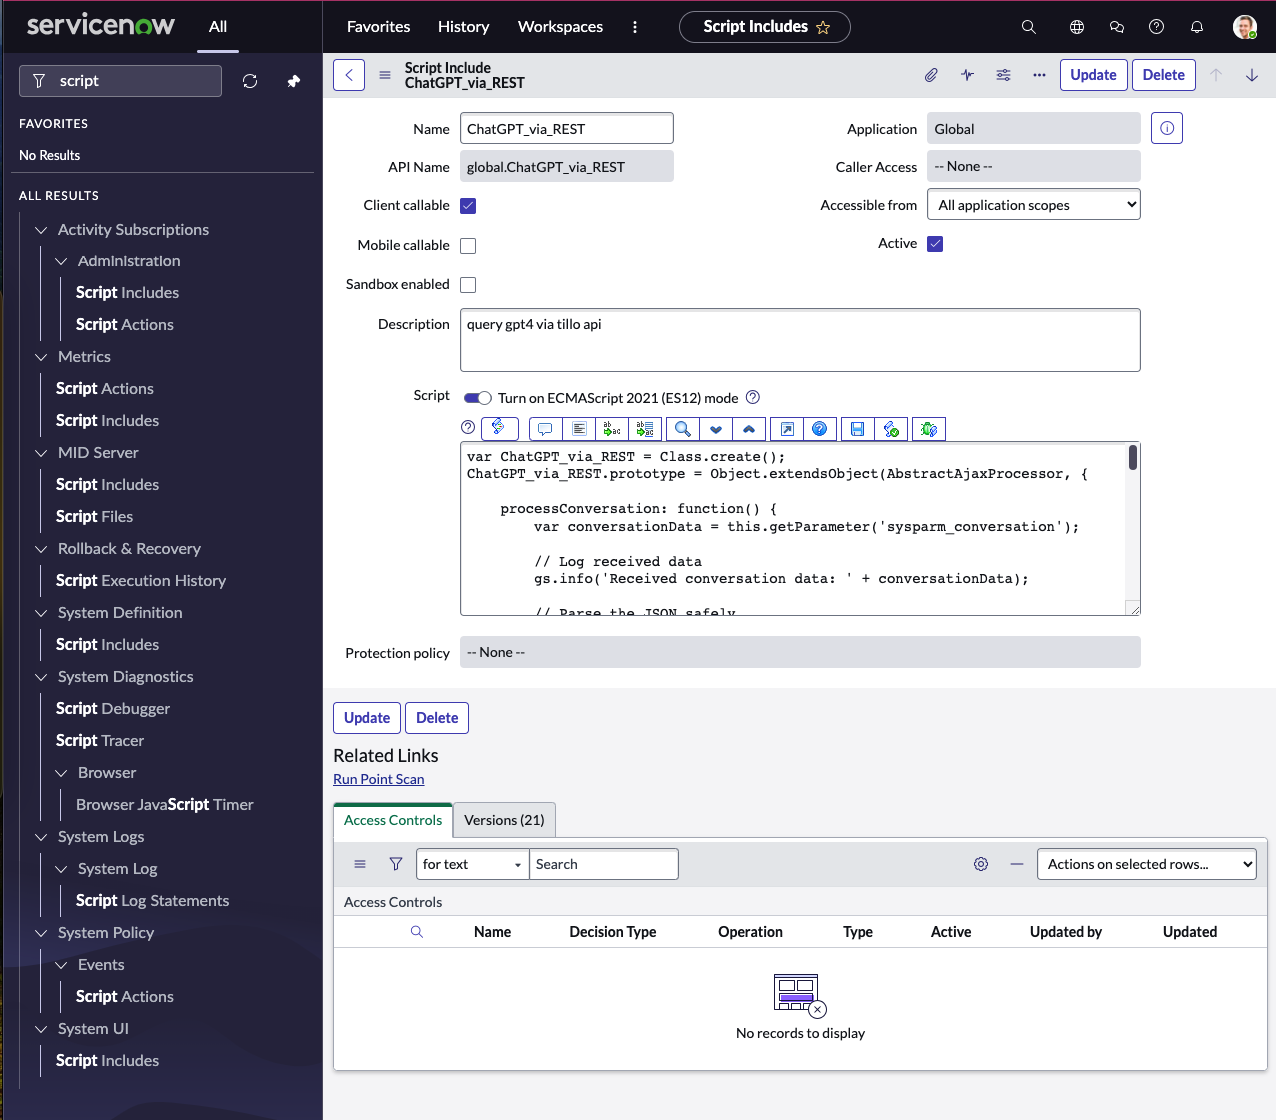 servicenow
All
Favorites
History
Workspaces
Script Includes
script
FAVORITES
No Results
ALL RESULTS
Activity Subscriptions
Administration
Script Includes
Script Actions
Metrics
Script Actions
Script Includes
MID Server
Script Includes
Script Files
Rollback & Recovery
Script Execution History
System Definition
Script Includes
System Diagnostics
Script Debugger
Script Tracer
Browser
Browser JavaScript Timer
System Logs
System Log
Script Log Statements
System Policy
Events
Script Actions
System UI
Script Includes
Script Include
ChatGPT_via_REST
Update
Delete
Name
ChatGPT_via_REST
Application
Global
API Name
global.ChatGPT_via_REST
Caller Access
-- None --
Client callable
Accessible from
All application scopes
Mobile callable
Active
Sandbox enabled
Description
query gpt4 via tillo api
Script
Turn on ECMAScript 2021 (ES12) mode
var ChatGPT_via_REST = Class.create();
ChatGPT_via_REST.prototype = Object.extendsObject(AbstractAjaxProcessor, {
processConversation: function() {
var conversationData = this.getParameter('sysparm_conversation');
// Log received data
gs.info('Received conversation data: ' + conversationData);
// Parse the JSON safely
Protection policy
-- None --
Update
Delete
Related Links
Run Point Scan
Access Controls
Versions (21)
for text
Search
Actions on selected rows...
Access Controls
Name
Decision Type
Operation
Type
Active
Updated by
Updated
No records to display